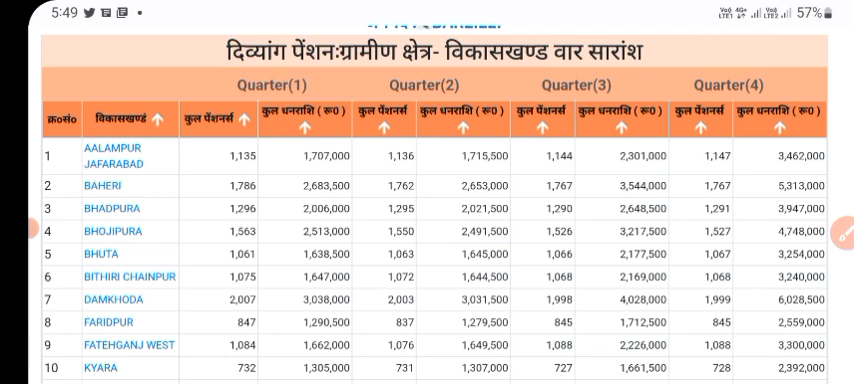 5:49 Vo)) LTE1 4G+ Vo)) LTE2 57%
दिव्यांग पेंशनःग्रामीण क्षेत्र- विकासखण्ड वार सारांश
Quarter(1) Quarter(2) Quarter(3) Quarter(4)
क्र०सं० विकासखण्ड कुल पेंशनर्स कुल धनराशि ( रू0 ) कुल पेंशनर्स कुल धनराशि ( रू0 ) कुल पेंशनर्स कुल धनराशि ( रू0 ) कुल पेंशनर्स कुल धनराशि ( रू0 )
1 AALAMPUR JAFARABAD 1,135 1,707,000 1,136 1,715,500 1,144 2,301,000 1,147 3,462,000
2 BAHERI 1,786 2,683,500 1,762 2,653,000 1,767 3,544,000 1,767 5,313,000
3 BHADPURA 1,296 2,006,000 1,295 2,021,500 1,290 2,648,500 1,291 3,947,000
4 BHOJIPURA 1,563 2,513,000 1,550 2,491,500 1,526 3,217,500 1,527 4,748,000
5 BHUTA 1,061 1,638,500 1,063 1,645,000 1,066 2,177,500 1,067 3,254,000
6 BITHIRI CHAINPUR 1,075 1,647,000 1,072 1,644,500 1,068 2,169,000 1,068 3,240,000
7 DAMKHODA 2,007 3,038,000 2,003 3,031,500 1,998 4,028,000 1,999 6,028,500
8 FARIDPUR 847 1,290,500 837 1,279,500 845 1,712,500 845 2,559,000
9 FATEHGANJ WEST 1,084 1,662,000 1,076 1,649,500 1,088 2,226,000 1,088 3,300,000
10 KYARA 732 1,305,000 731 1,307,000 727 1,661,500 728 2,392,000